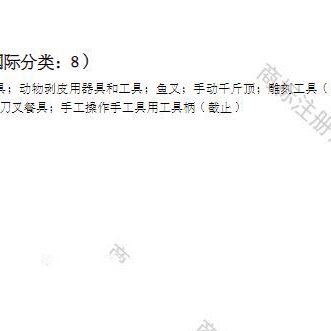 国际分类：8）
具；动物剥皮用器具和工具；鱼叉；手动千斤顶；雕刻工具（
刀叉餐具；手工操作手工具用工具柄（截止）
商标注册
商
商